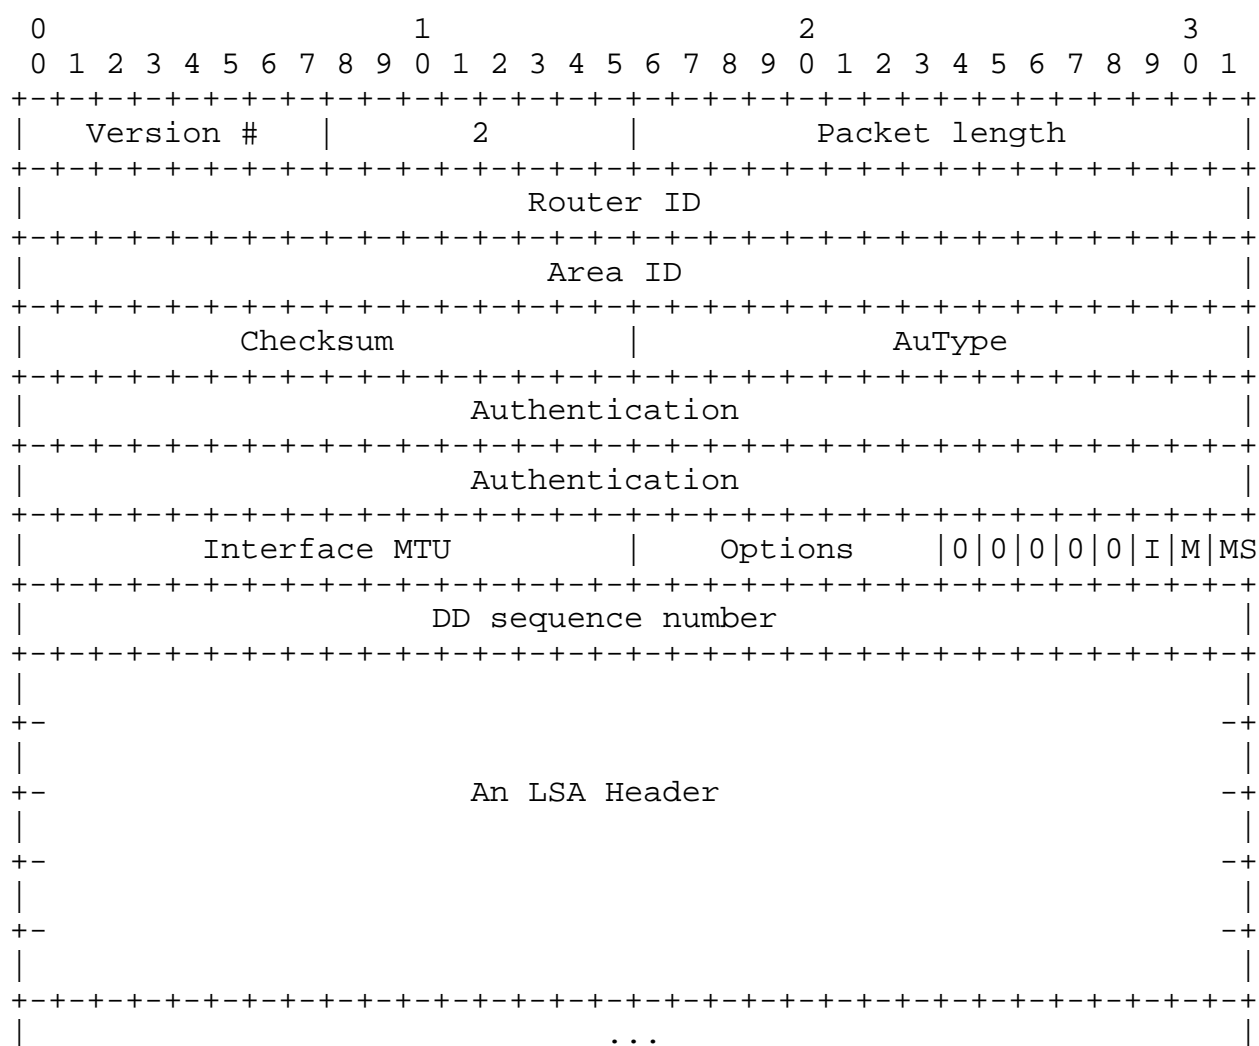 0                   1                   2                   3
0 1 2 3 4 5 6 7 8 9 0 1 2 3 4 5 6 7 8 9 0 1 2 3 4 5 6 7 8 9 0 1
+-+-+-+-+-+-+-+-+-+-+-+-+-+-+-+-+-+-+-+-+-+-+-+-+-+-+-+-+-+-+-+-+
|   Version #   |       2       |         Packet length         |
+-+-+-+-+-+-+-+-+-+-+-+-+-+-+-+-+-+-+-+-+-+-+-+-+-+-+-+-+-+-+-+-+
|                          Router ID                            |
+-+-+-+-+-+-+-+-+-+-+-+-+-+-+-+-+-+-+-+-+-+-+-+-+-+-+-+-+-+-+-+-+
|                           Area ID                             |
+-+-+-+-+-+-+-+-+-+-+-+-+-+-+-+-+-+-+-+-+-+-+-+-+-+-+-+-+-+-+-+-+
|           Checksum            |             AuType            |
+-+-+-+-+-+-+-+-+-+-+-+-+-+-+-+-+-+-+-+-+-+-+-+-+-+-+-+-+-+-+-+-+
|                       Authentication                          |
+-+-+-+-+-+-+-+-+-+-+-+-+-+-+-+-+-+-+-+-+-+-+-+-+-+-+-+-+-+-+-+-+
|                       Authentication                          |
+-+-+-+-+-+-+-+-+-+-+-+-+-+-+-+-+-+-+-+-+-+-+-+-+-+-+-+-+-+-+-+-+
|         Interface MTU         |    Options    |0|0|0|0|0|I|M|MS
+-+-+-+-+-+-+-+-+-+-+-+-+-+-+-+-+-+-+-+-+-+-+-+-+-+-+-+-+-+-+-+-+
|                     DD sequence number                        |
+-+-+-+-+-+-+-+-+-+-+-+-+-+-+-+-+-+-+-+-+-+-+-+-+-+-+-+-+-+-+-+-+
|                                                               |
+-                                                             -+
|                                                               |
+-                      An LSA Header                          -+
|                                                               |
+-                                                             -+
|                                                               |
+-                                                             -+
|                                                               |
+-+-+-+-+-+-+-+-+-+-+-+-+-+-+-+-+-+-+-+-+-+-+-+-+-+-+-+-+-+-+-+-+
|                              ...                              |